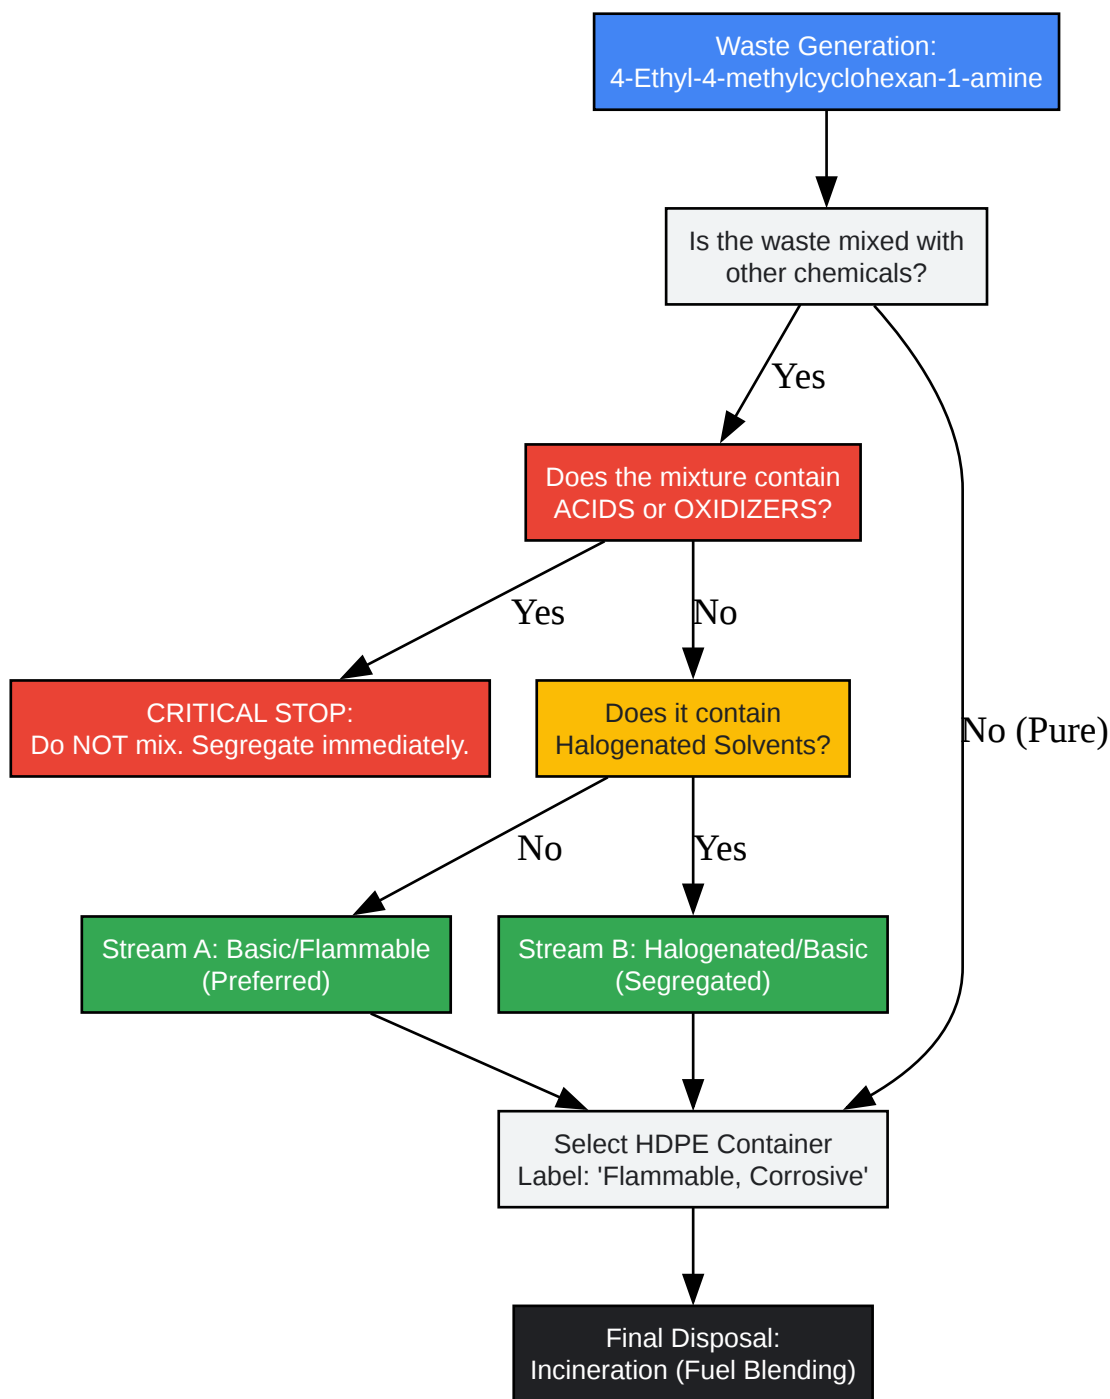 Waste Generation:
4-Ethyl-4-methylcyclohexan-1-amine
Is the waste mixed with
other chemicals?
Yes
Does the mixture contain
ACIDS or OXIDIZERS?
Yes
No
CRITICAL STOP:
Do NOT mix. Segregate immediately.
Does it contain
Halogenated Solvents?
No (Pure)
No
Yes
Stream A: Basic/Flammable
(Preferred)
Stream B: Halogenated/Basic
(Segregated)
Select HDPE Container
Label: 'Flammable, Corrosive'
Final Disposal:
Incineration (Fuel Blending)